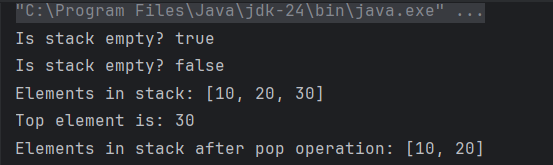 "C:\Program Files\Java\jdk-24\bin\java.exe" ...
Is stack empty? true
Is stack empty? false
Elements in stack: [10, 20, 30]
Top element is: 30
Elements in stack after pop operation: [10, 20]